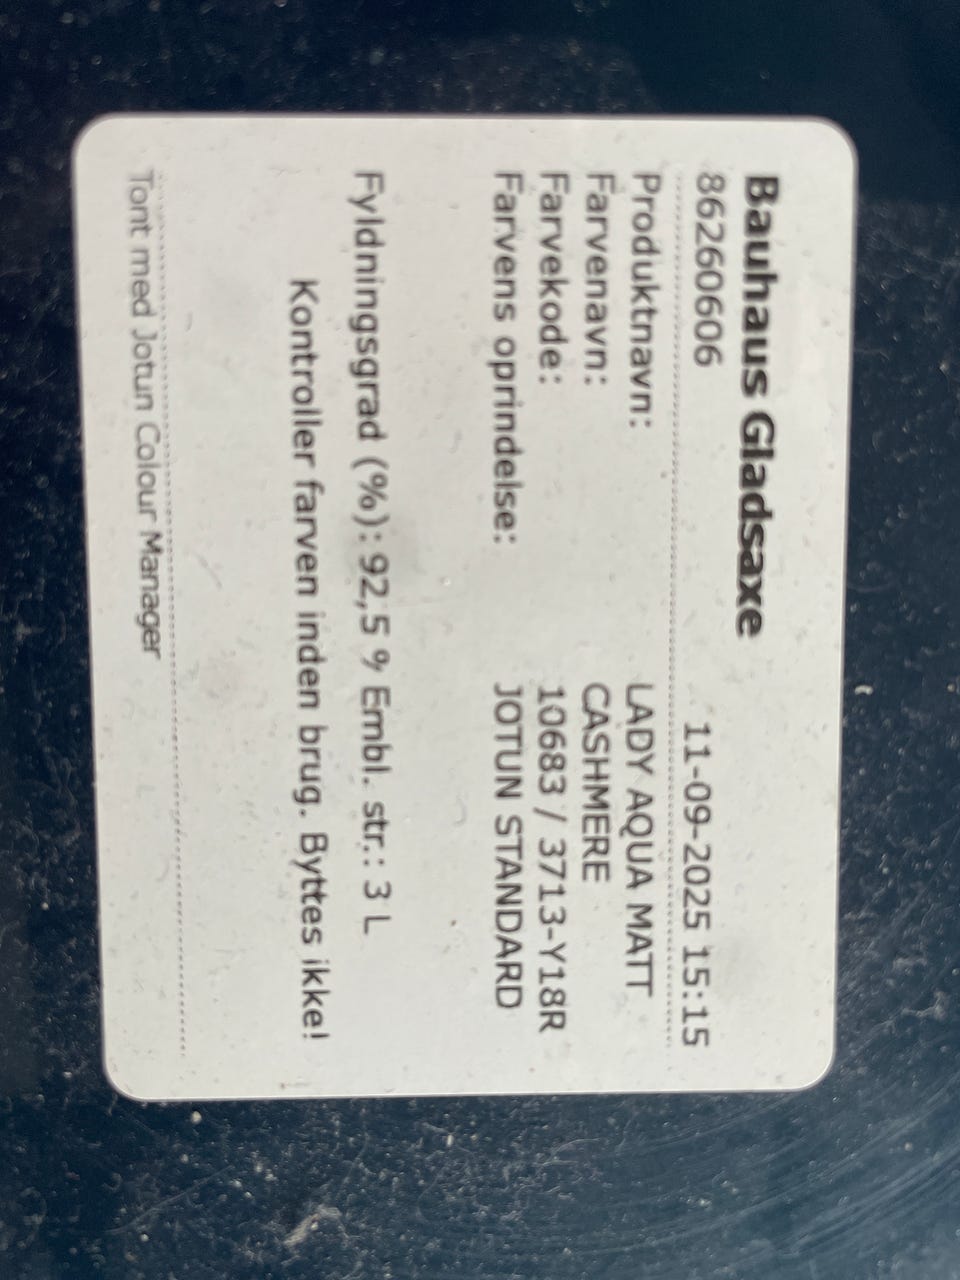 Bauhaus Gladsaxe
86260606 11-09-2025 15:15
Produktnavn: LADY AQUA MATT
Farvenavn: CASHMERE
Farvekode: 10683 / 3713-Y18R
Farvens oprindelse: JOTUN STANDARD
Fyldningsgrad (%): 92,5 % Embl. str.: 3 L
Kontroller farven inden brug. Byttes ikke!
Tont med Jotun Colour Manager